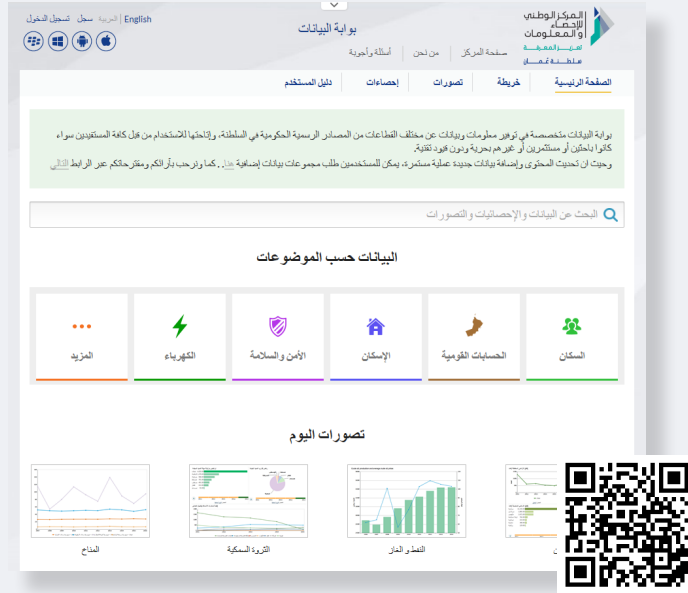 المركز الوطني
للإحصاء
والمعلومات
سلطنة عُمان
English | العربية سجل تسجيل الدخول
بوابة البيانات
صفحة المركز | من نحن | أسئلة وأجوبة
الصفحة الرئيسية | خريطة | تصورات | إحصاءات | دليل المستخدم
بوابة البيانات متخصصة في توفير معلومات وبيانات عن مختلف القطاعات من المصادر الرسمية الحكومية في السلطنة، وإتاحتها للاستخدام من قبل كافة المستفيدين سواء
كانوا باحثين أو مستثمرين أو غيرهم بحرية ودون قيود تقنية.
وحيث ان تحديث المحتوى وإضافة بيانات جديدة عملية مستمرة، يمكن للمستخدمين طلب مجموعات بيانات إضافية هنا.. كما ونرحب بآرائكم ومقترحاتكم عبر الرابط التالي
البحث عن البيانات والإحصائيات والتصورات
البيانات حسب الموضوعات
السكان
الحسابات القومية
الإسكان
الأمن والسلامة
الكهرباء
المزيد
تصورات اليوم
النفط والغاز
الثروة السمكية
المناخ